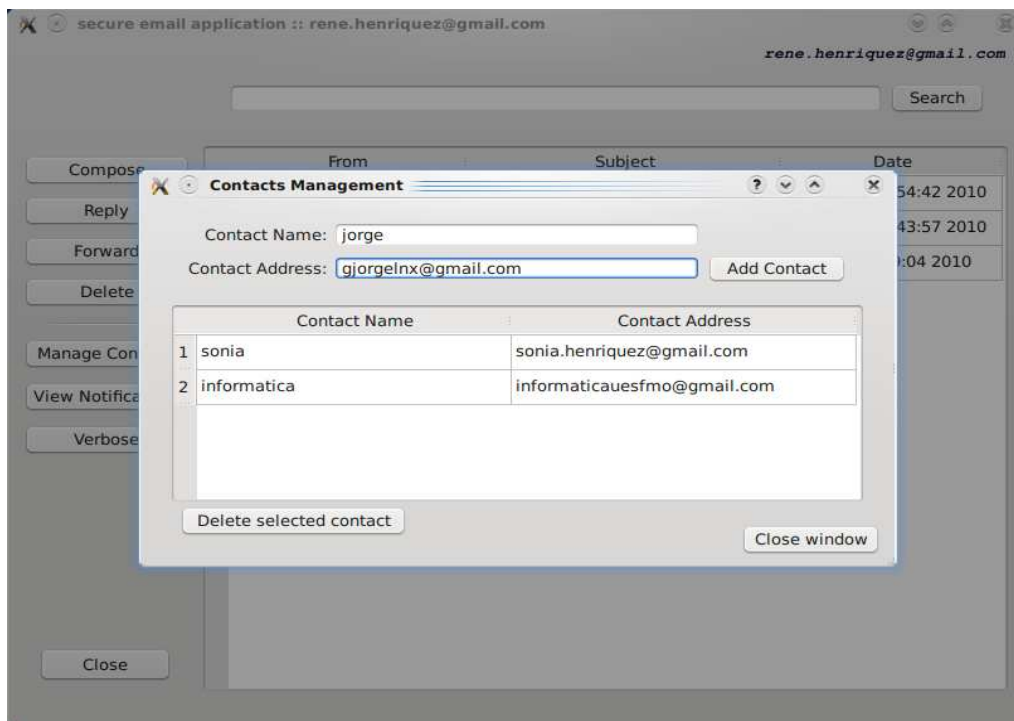 secure email application :: rene.henriquez@gmail.com
rene.henriquez@gmail.com
Search
From Subject Date
Compose
Reply
Forward
Delete
Manage Con
View Notifica
Verbose
Close
54:42 2010
43:57 2010
:04 2010
Contacts Management
Contact Name: jorge
Contact Address: gjorgelnx@gmail.com Add Contact
Contact Name Contact Address
1 sonia sonia.henriquez@gmail.com
2 informatica informaticauesfmo@gmail.com
Delete selected contact
Close window